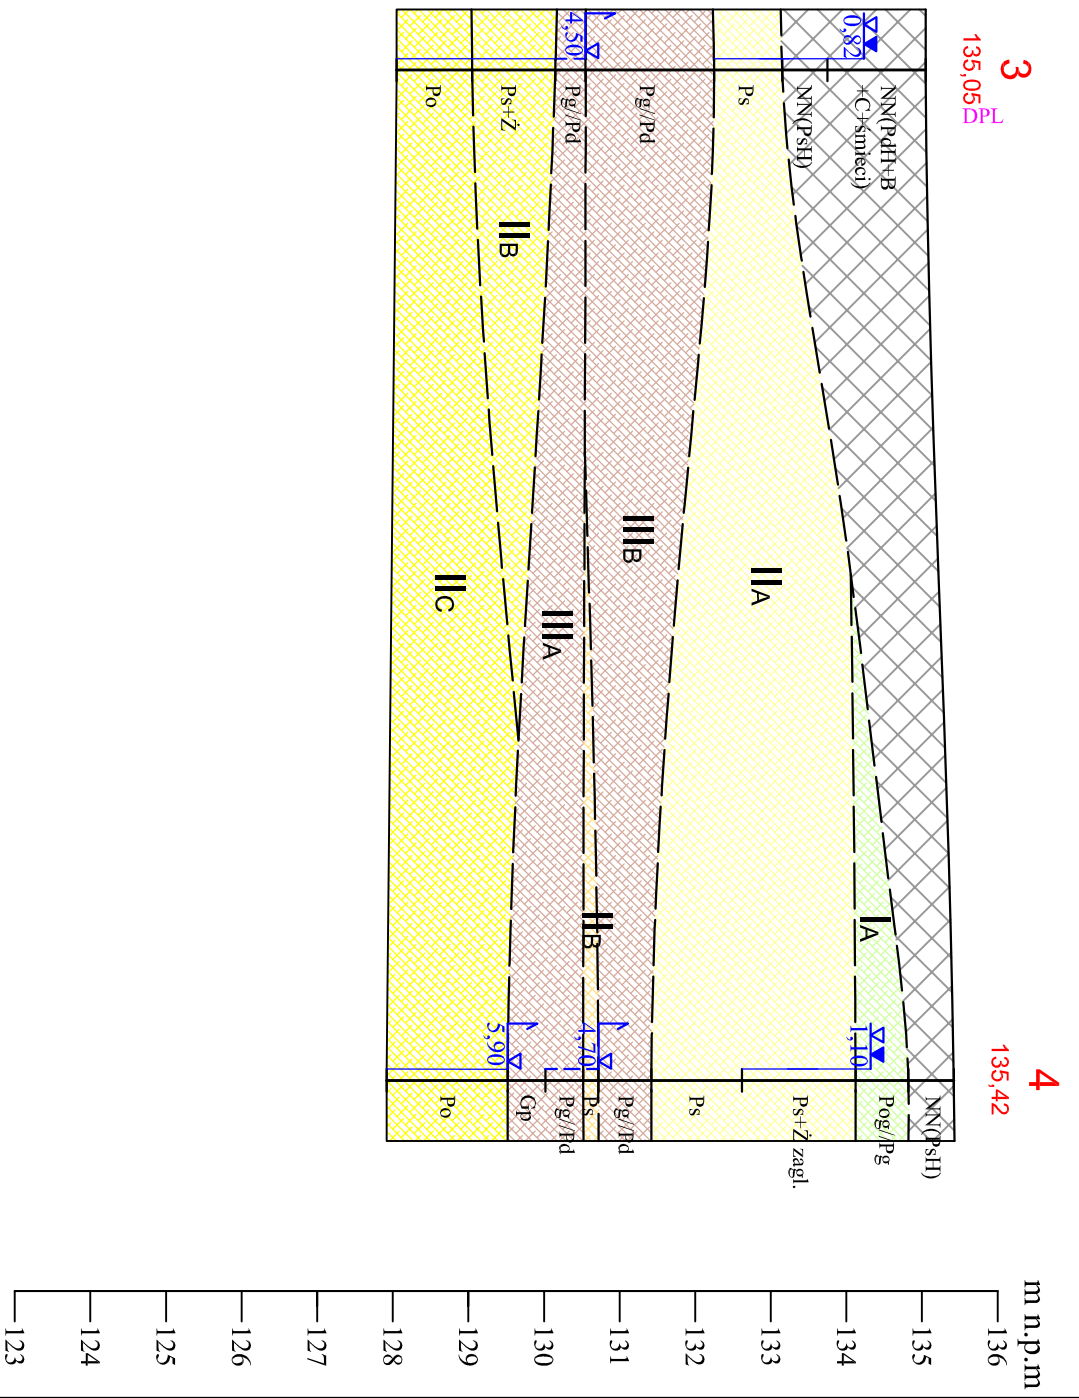 3
135,05
DPL
0,82
4,50
NN(PdH+B
+C+śmieci)
NN(PsH)
Ps
Pg//Pd
Pg//Pd
Ps+Ż
Po
IA
IIA
IIIB
IIB
IIIA
IIB
IIC
4
135,42
1,10
4,70
5,90
NN(PsH)
Pog//Pg
Ps+Ż zagl.
Ps
Pg//Pd
Ps
Pg//Pd
Gp
Po
m n.p.m
136
135
134
133
132
131
130
129
128
127
126
125
124
123